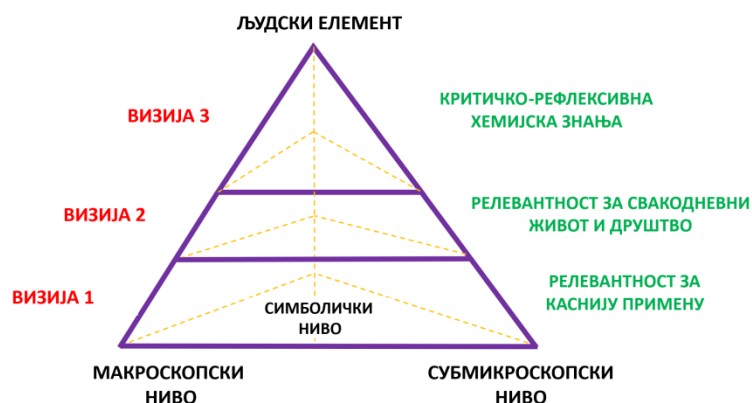 ЉУДСКИ ЕЛЕМЕНТ
ВИЗИЈА 3
КРИТИЧКО-РЕФЛЕКСИВНА
ХЕМИЈСКА ЗНАЊА
ВИЗИЈА 2
РЕЛЕВАНТНОСТ ЗА СВАКОДНЕВНИ
ЖИВОТ И ДРУШТВО
ВИЗИЈА 1
РЕЛЕВАНТНОСТ ЗА
КАСНИЈУ ПРИМЕНУ
СИМБОЛИЧКИ
НИВО
МАКРОСКОПСКИ
НИВО
СУБМИКРОСКОПСКИ
НИВО